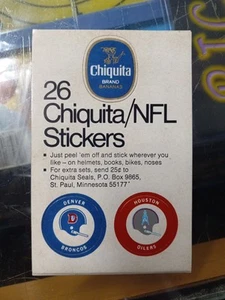 Chiquita
BRAND
BANANAS
26
Chiquita/NFL
Stickers
• Just peel 'em off and stick wherever you
like – on helmets, books, bikes, noses
• For extra sets, send 25¢ to
Chiquita Seals, P.O. Box 9865,
St. Paul, Minnesota 55177
DENVER
BRONCOS
HOUSTON
OILERS